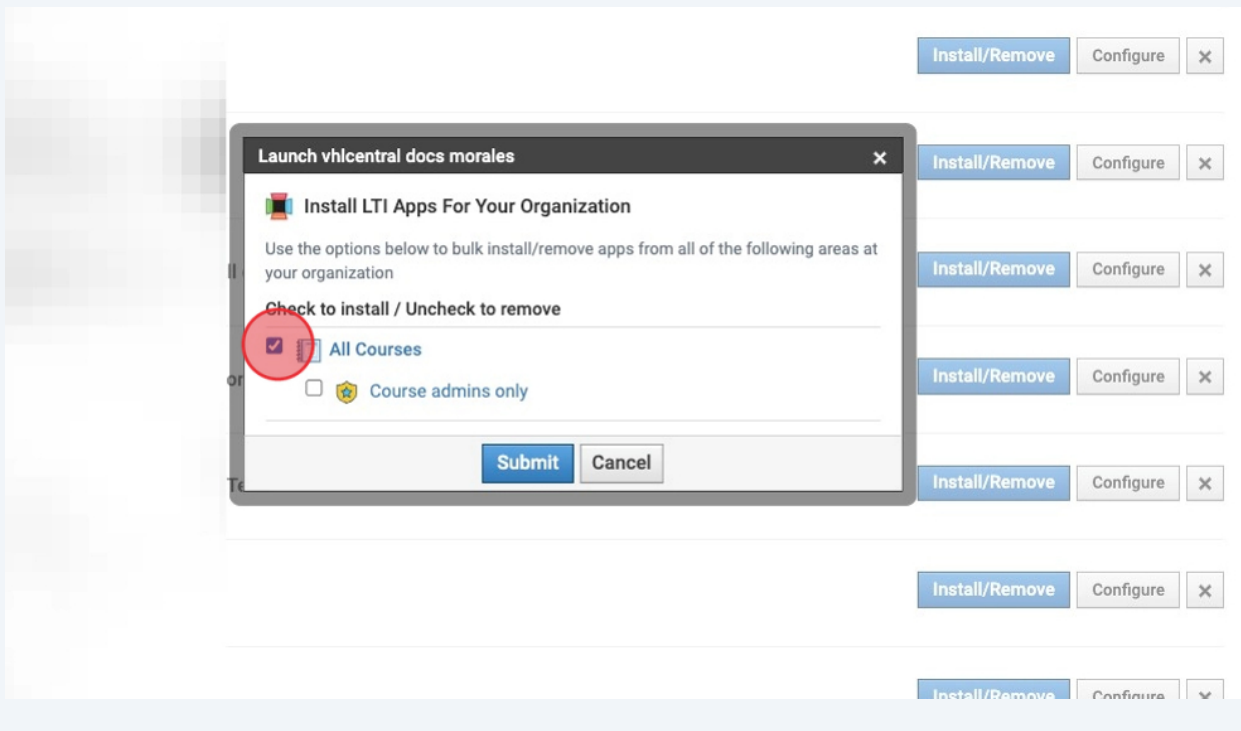 Install/Remove Configure ×
Launch vhlcentral docs morales ×
Install/Remove Configure ×
Install LTI Apps For Your Organization
Use the options below to bulk install/remove apps from all of the following areas at
your organization
Install/Remove Configure ×
Check to install / Uncheck to remove
All Courses
Install/Remove Configure ×
Course admins only
Submit Cancel
Install/Remove Configure ×
Install/Remove Configure ×
Install/Remove Configure ×